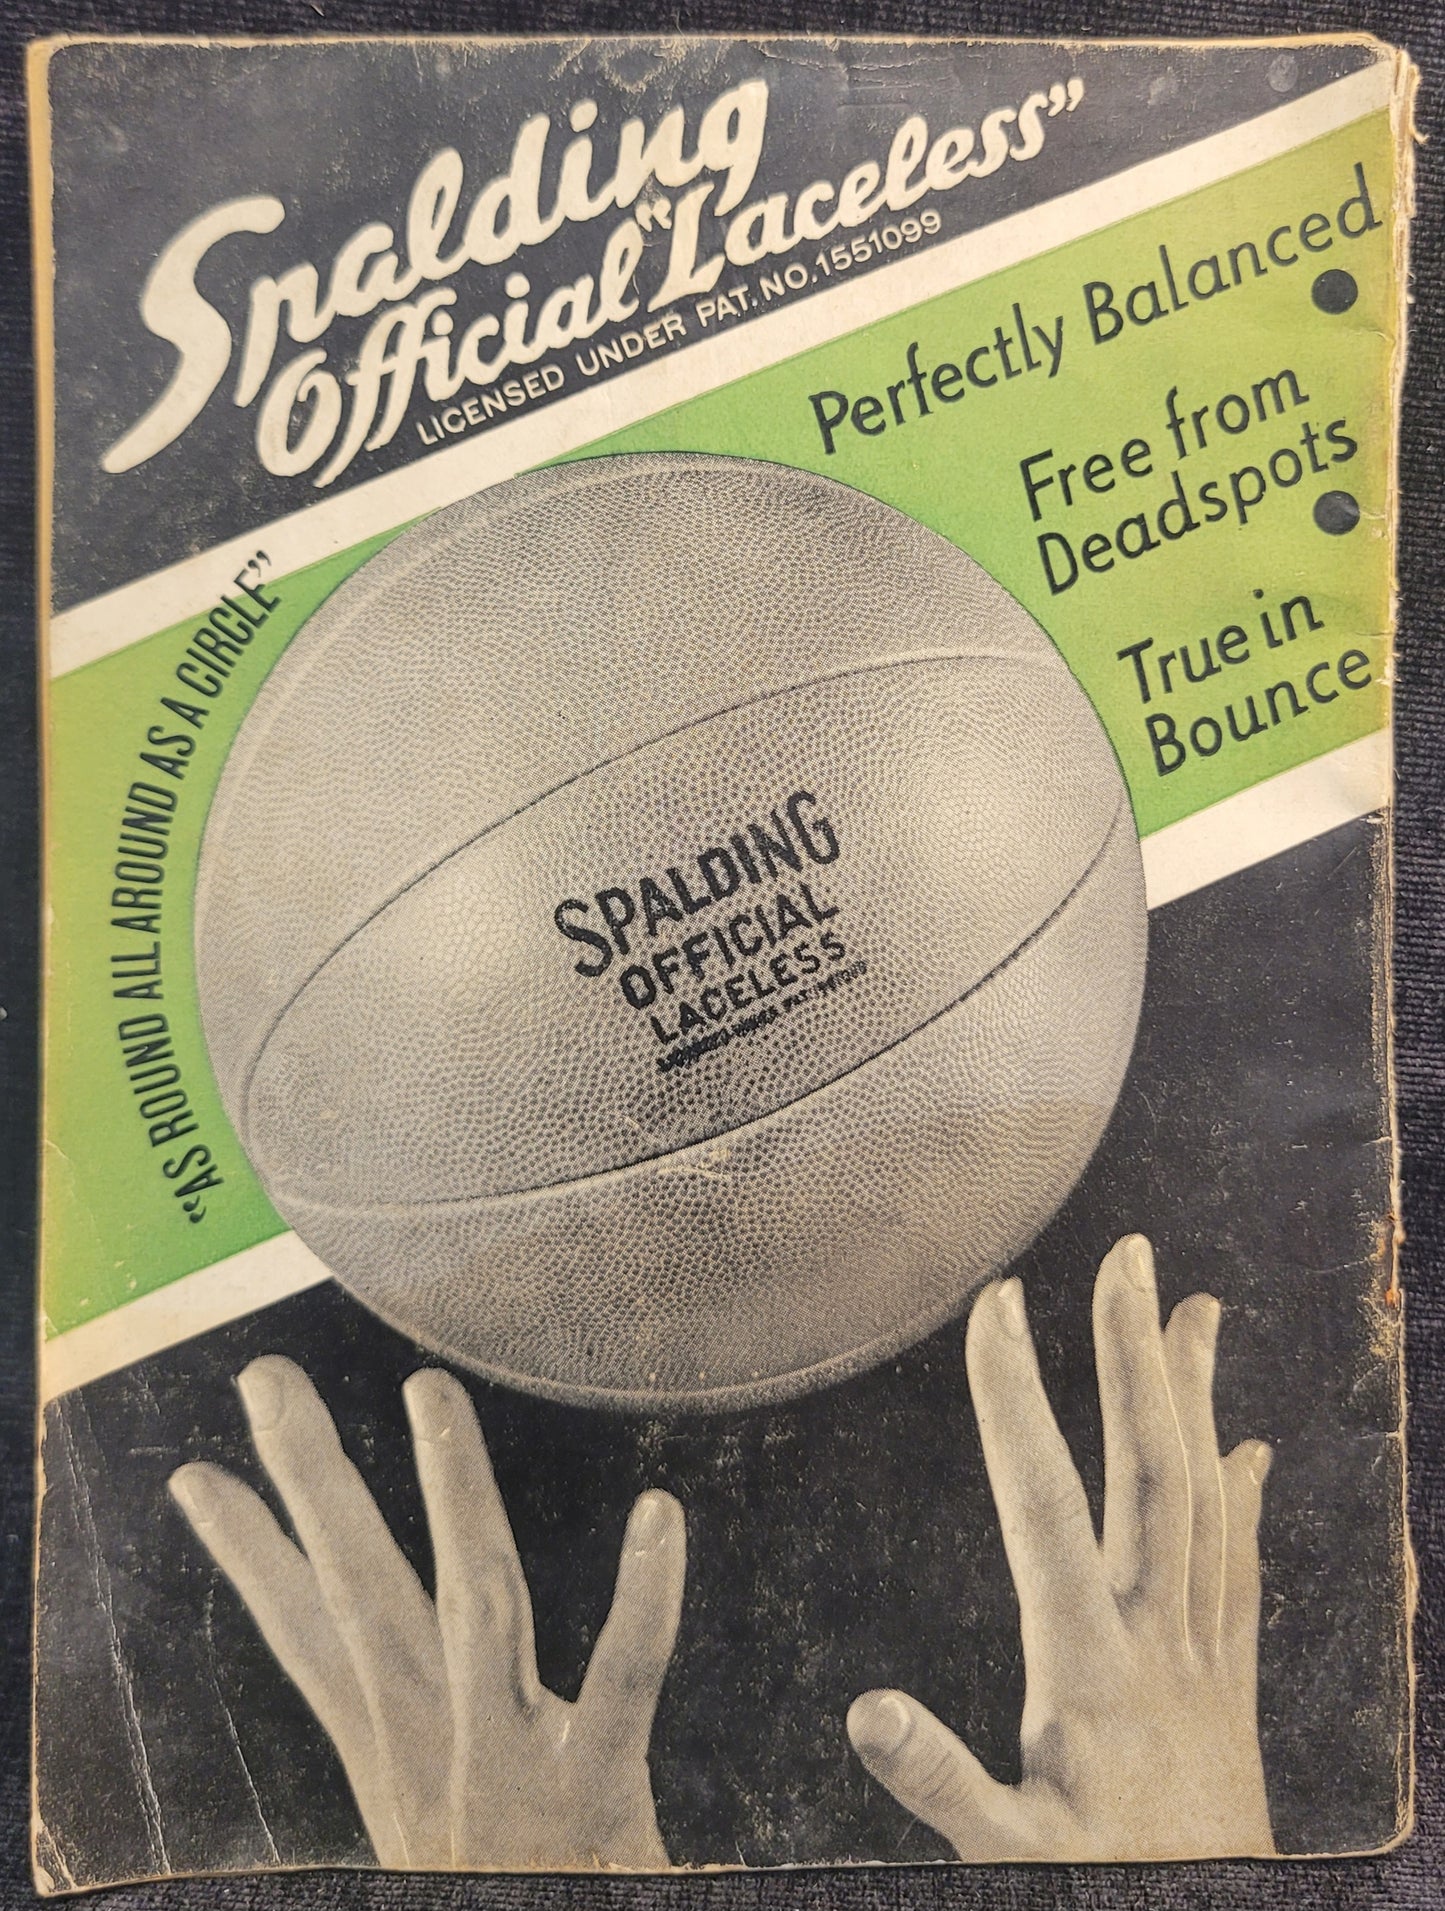 Spalding
Official "Laceless"
LICENSED UNDER PAT. NO. 1551099
Perfectly Balanced
●
Free from
Deadspots
●
True in
Bounce
"AS ROUND ALL AROUND AS A CIRCLE"
SPALDING
OFFICIAL
LACELESS